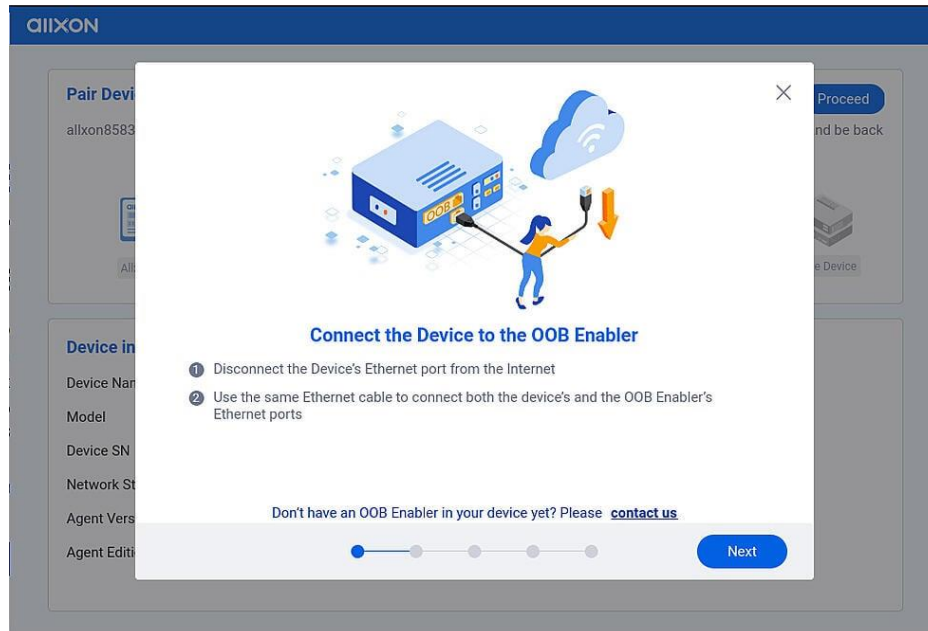 allxon
Pair Devi
Proceed
allxon8583
nd be back
OOB
All
e Device
Connect the Device to the OOB Enabler
Device in
1 Disconnect the Device's Ethernet port from the Internet
Device Nan
2 Use the same Ethernet cable to connect both the device's and the OOB Enabler's
Ethernet ports
Model
Device SN
Network St
Don't have an OOB Enabler in your device yet? Please contact us
Agent Vers
Agent Editi
Next